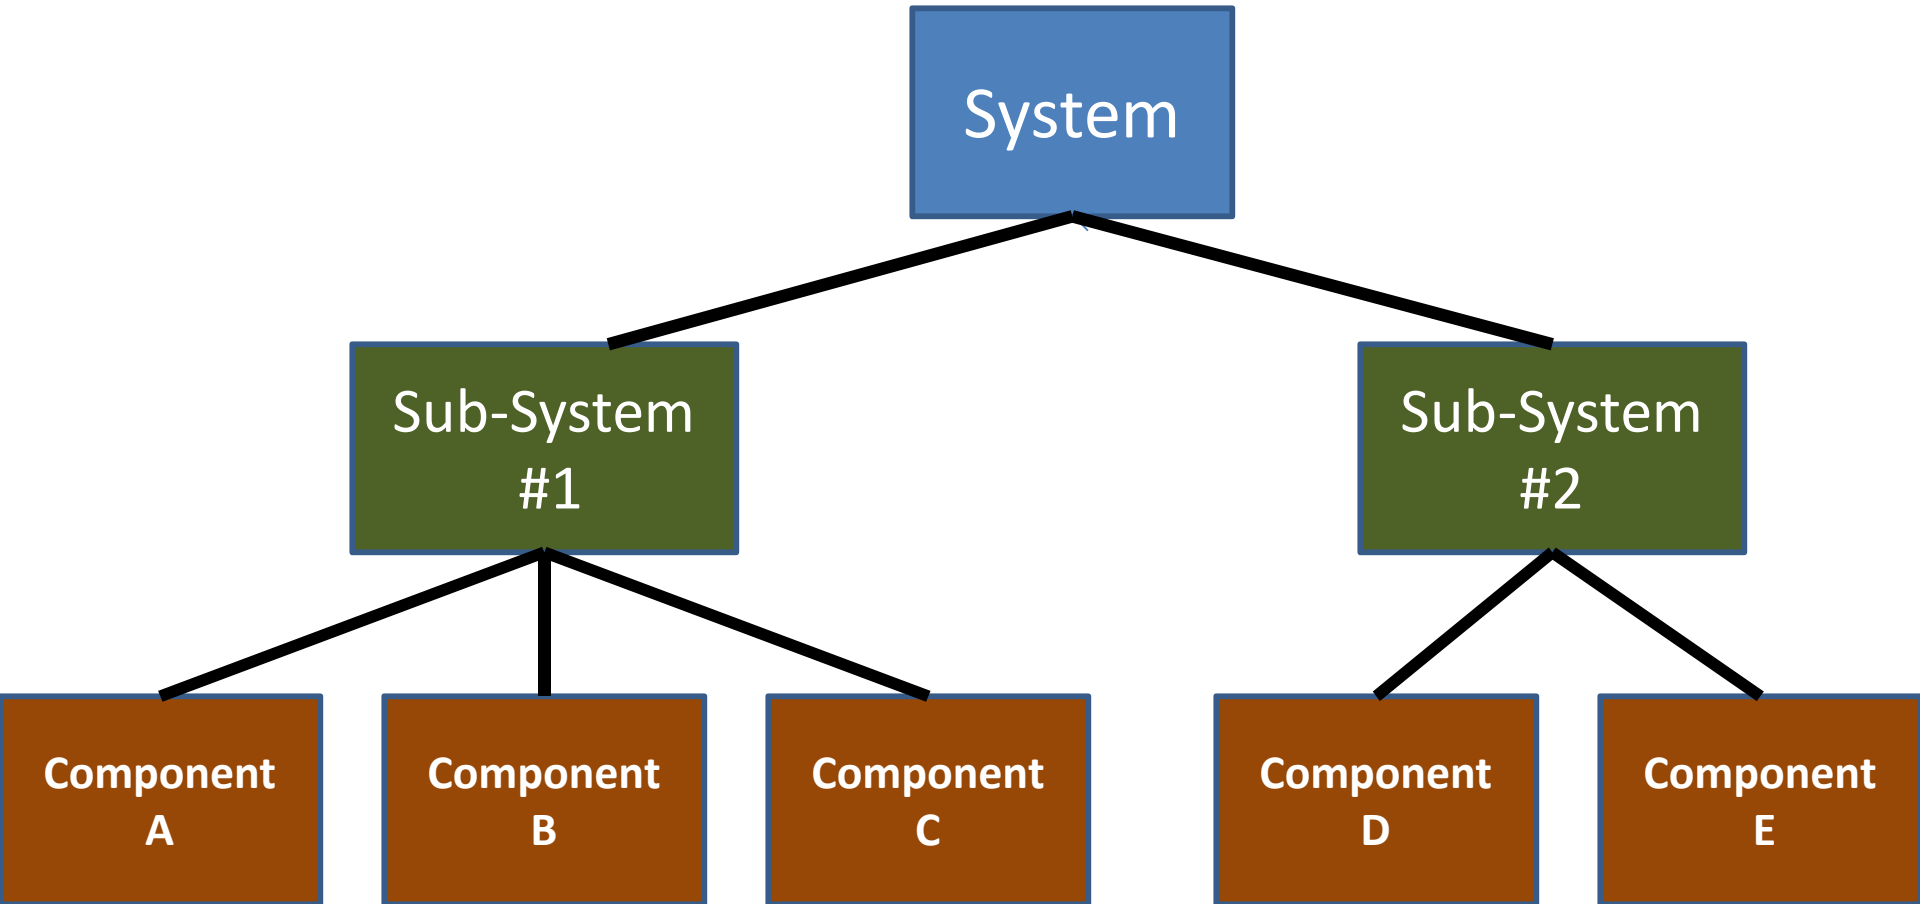 System
Sub-System
#1
Sub-System
#2
Component
A
Component
B
Component
C
Component
D
Component
E